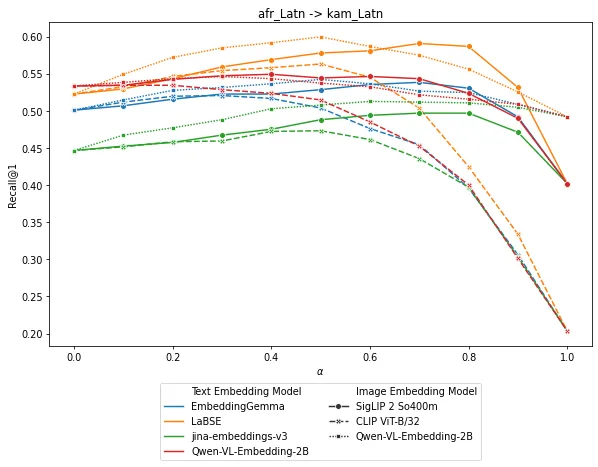 afr_Latn -> kam_Latn
Recall@1
0.60
0.55
0.50
0.45
0.40
0.35
0.30
0.25
0.20
0.0 0.2 0.4 0.6 0.8 1.0
α
Text Embedding Model Image Embedding Model
EmbeddingGemma SigLIP 2 So400m
LaBSE CLIP ViT-B/32
jina-embeddings-v3 Qwen-VL-Embedding-2B
Qwen-VL-Embedding-2B